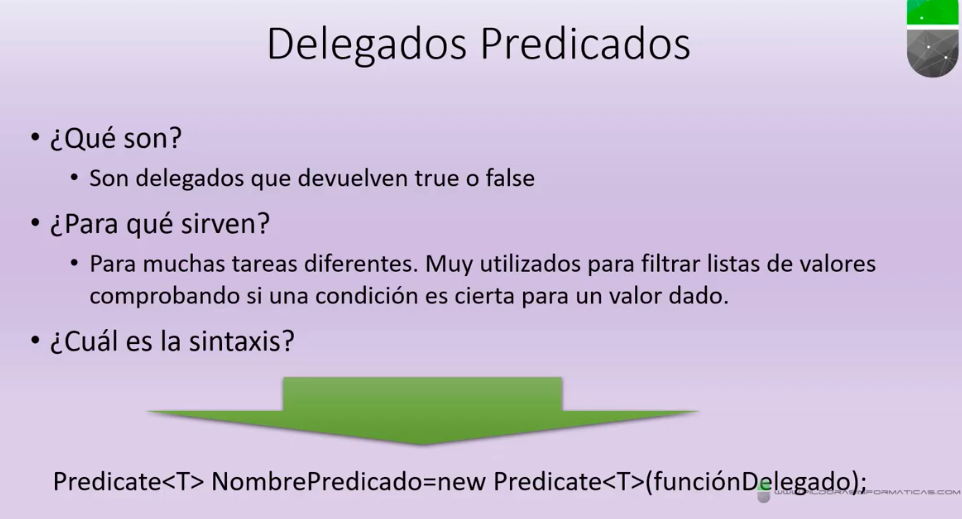 Delegados Predicados
• ¿Qué son?
• Son delegados que devuelven true o false
• ¿Para qué sirven?
• Para muchas tareas diferentes. Muy utilizados para filtrar listas de valores
comprobando si una condición es cierta para un valor dado.
• ¿Cuál es la sintaxis?
Predicate<T> NombrePredicado=new Predicate<T>(funciónDelegado);